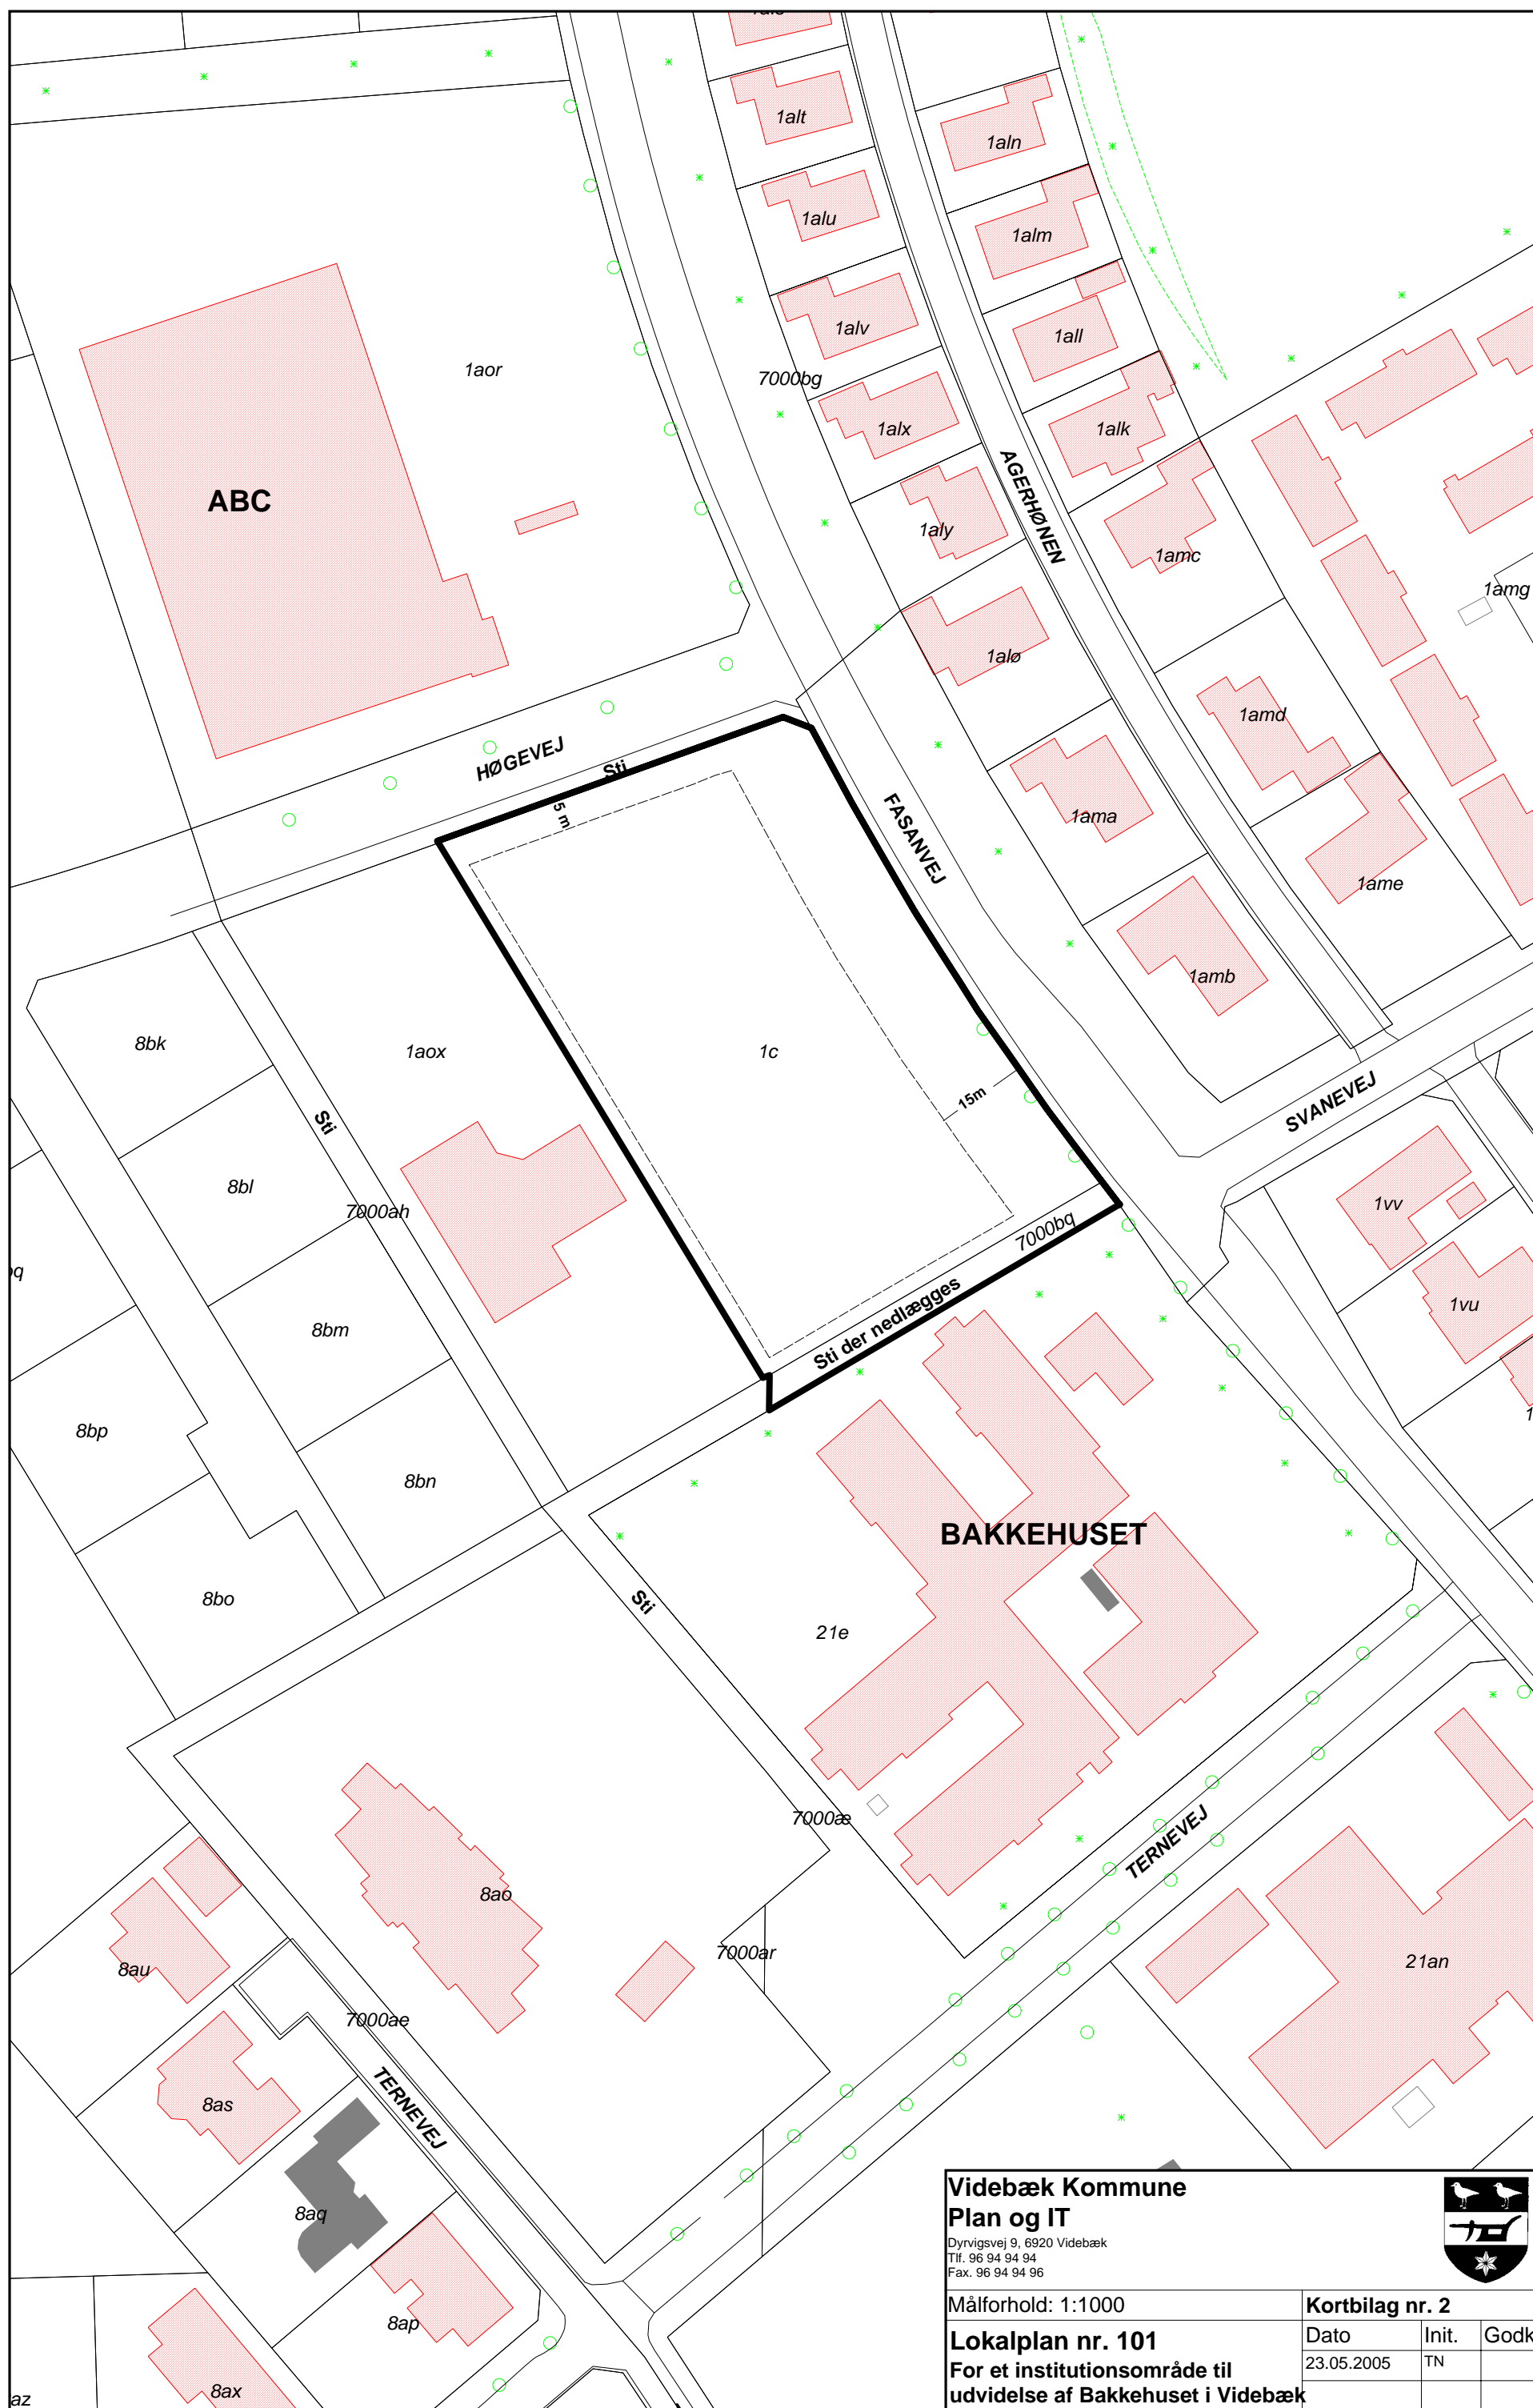 1alt
1aln
1alu
1alm
1alv
1all
1aor
7000bg
1alx
1alk
ABC
AGERHØNEN
1aly
1amc
1amg
1alø
1amd
HØGEVEJ
Sti
5 m
FASANVEJ
1ama
1ame
1amb
8bk
1aox
1c
15m
Sti
SVANEVEJ
8bl
7000ah
1vv
7000bq
1vu
8bm
Sti der nedlægges
8bp
8bn
BAKKEHUSET
8bo
Sti
21e
7000æ
TERNEVEJ
8ao
7000ar
8au
21an
7000ae
8as
TERNEVEJ
8aq
8ap
8ax
az
Videbæk Kommune
Plan og IT
Dyrvigsvej 9, 6920 Videbæk
Tlf. 96 94 94 94
Fax. 96 94 94 96
Målforhold: 1:1000
Kortbilag nr. 2
Lokalplan nr. 101
Dato Init. Godk
For et institutionsområde til
23.05.2005 TN
udvidelse af Bakkehuset i Videbæk